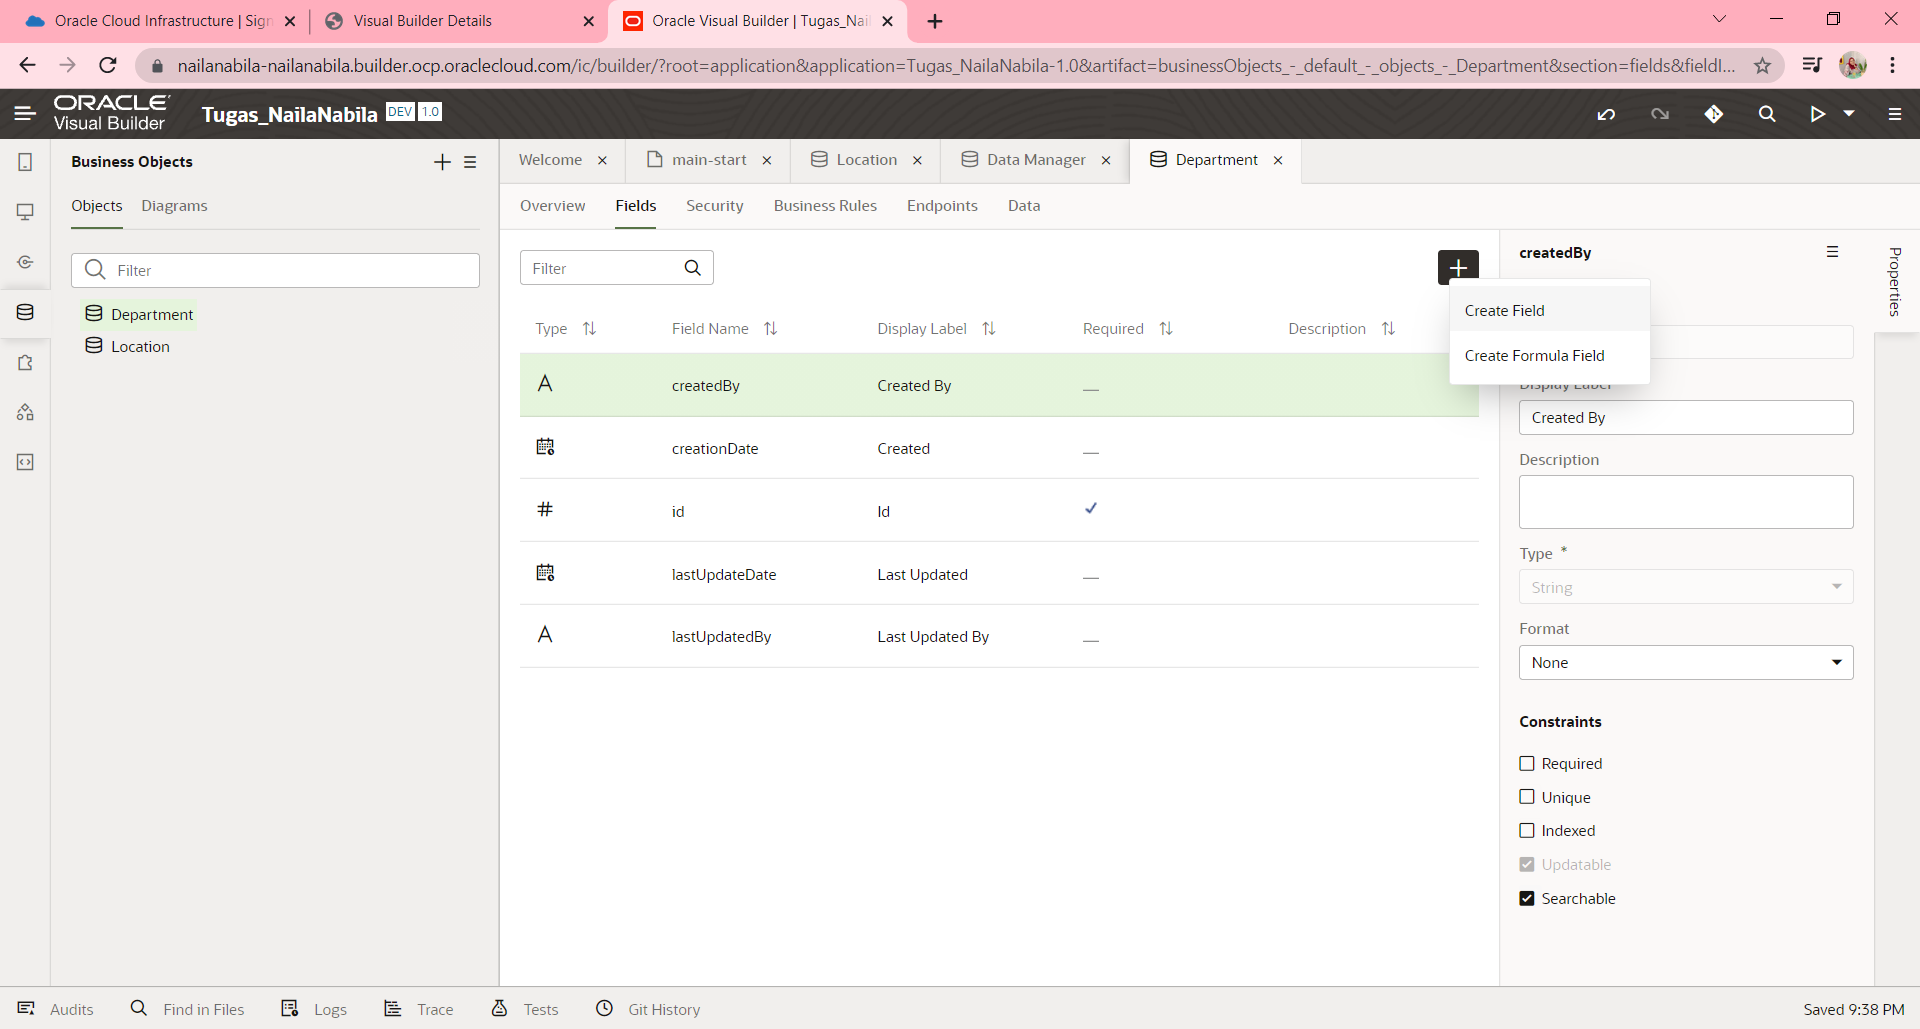 Oracle Cloud Infrastructure | Sign
Visual Builder Details
Oracle Visual Builder | Tugas_Nail
nailanabila-nailanabila.builder.ocp.oraclecloud.com/ic/builder/?root=application&application=Tugas_NailaNabila-1.0&artifact=businessObjects_-_default_-_objects_-_Department&section=fields&fieldI...
ORACLE
Visual Builder
Tugas_NailaNabila DEV 1.0
Business Objects
Objects Diagrams
Filter
Department
Location
Welcome main-start Location Data Manager Department
Overview Fields Security Business Rules Endpoints Data
Filter
Type Field Name Display Label Required Description
A createdBy Created By
creationDate Created
# id Id
lastUpdateDate Last Updated
A lastUpdatedBy Last Updated By
Create Field
Create Formula Field
createdBy
Properties
Display Label
Created By
Description
Type *
String
Format
None
Constraints
Required
Unique
Indexed
Updatable
Searchable
Audits Find in Files Logs Trace Tests Git History Saved 9:38 PM